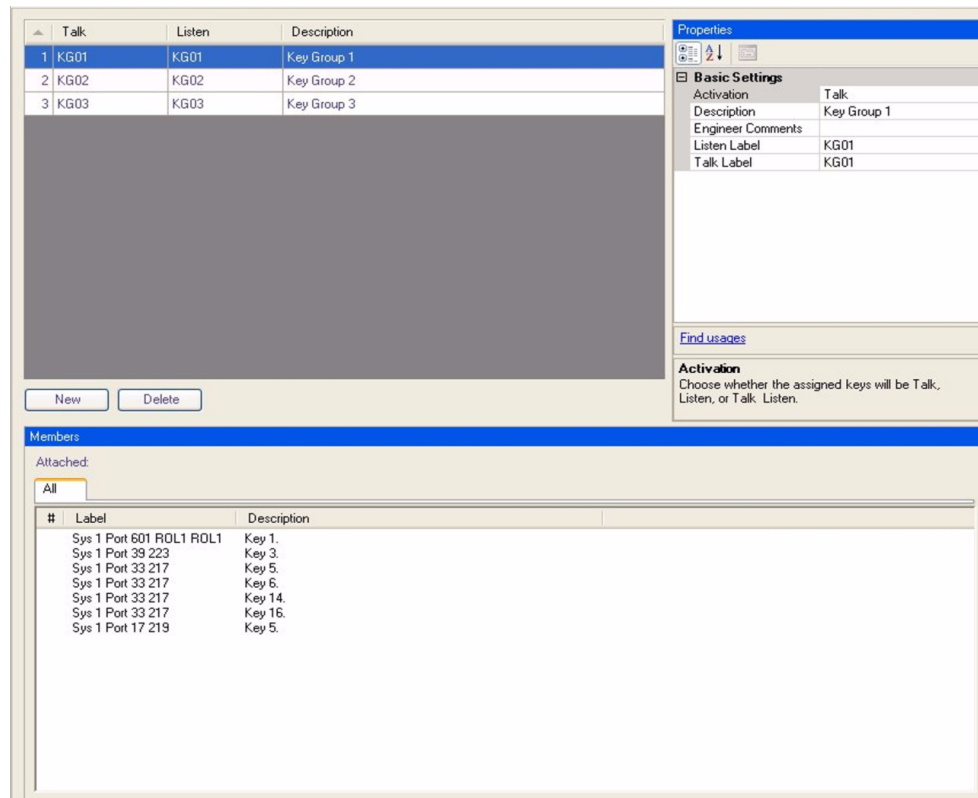 Talk Listen Description
1 KG01 KG01 Key Group 1
2 KG02 KG02 Key Group 2
3 KG03 KG03 Key Group 3
New Delete
Properties
Basic Settings
Activation Talk
Description Key Group 1
Engineer Comments
Listen Label KG01
Talk Label KG01
Find usages
Activation
Choose whether the assigned keys will be Talk,
Listen, or Talk Listen.
Members
Attached:
All
# Label Description
Sys 1 Port 601 ROL1 ROL1 Key 1.
Sys 1 Port 39 223 Key 3.
Sys 1 Port 33 217 Key 5.
Sys 1 Port 33 217 Key 6.
Sys 1 Port 33 217 Key 14.
Sys 1 Port 33 217 Key 16.
Sys 1 Port 17 219 Key 5.